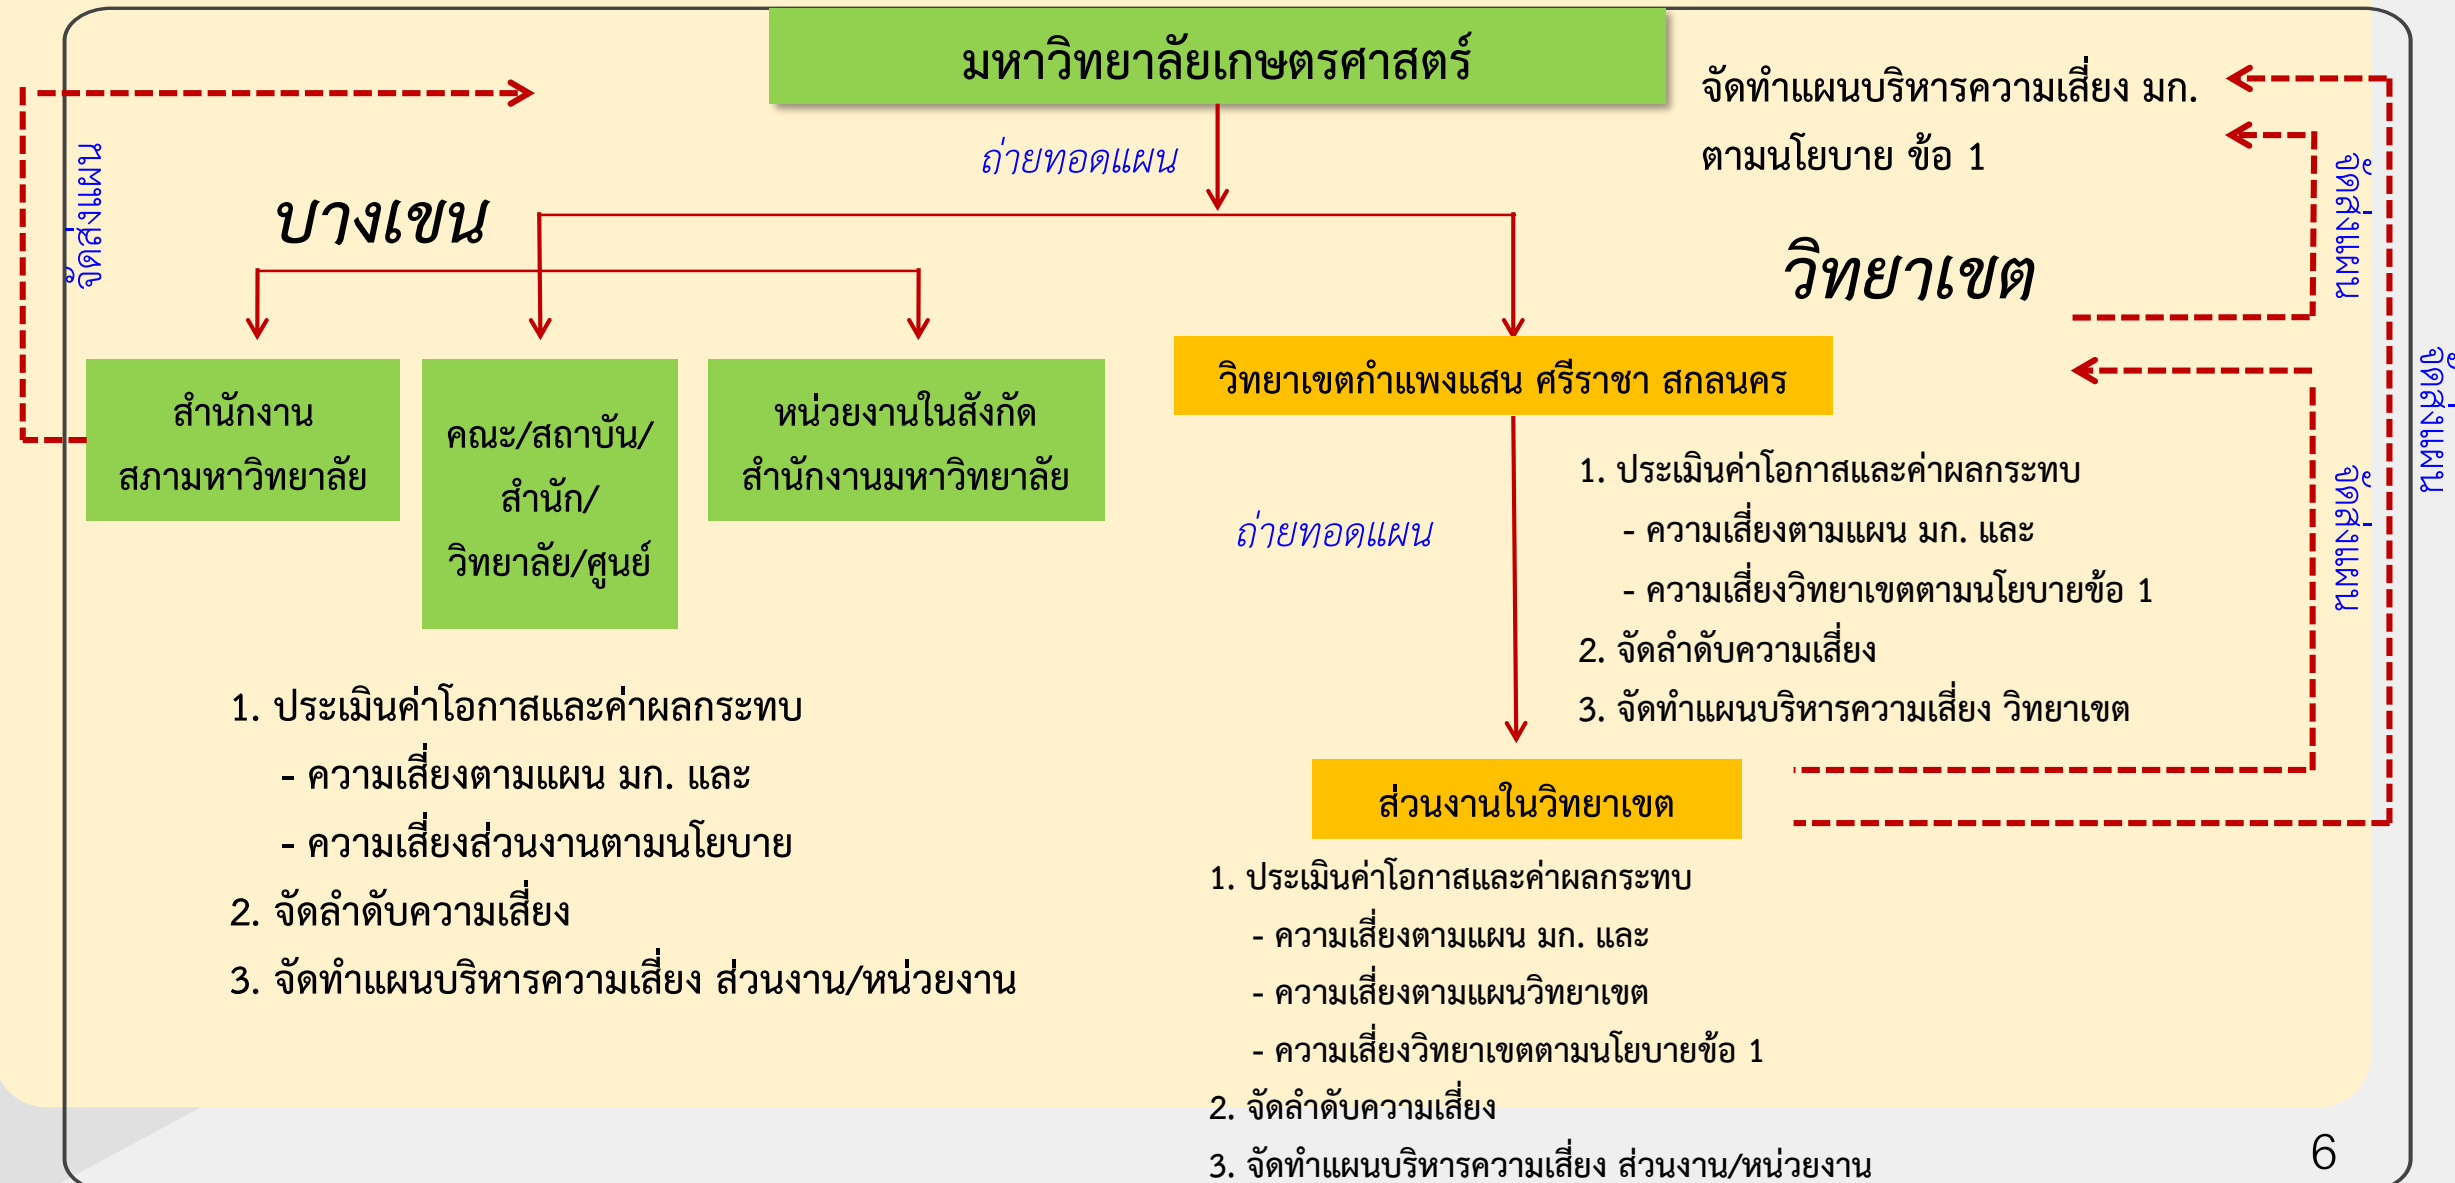 มหาวิทยาลัยเกษตรศาสตร์
จัดทำแผนบริหารความเสี่ยง มก.
ตามนโยบาย ข้อ 1
ถ่ายทอดแผน
จัดส่งแผน
บางเขน
จัดส่งแผน
วิทยาเขต
สำนักงาน
สภามหาวิทยาลัย
คณะ/สถาบัน/
สำนัก/
วิทยาลัย/ศูนย์
หน่วยงานในสังกัด
สำนักงานมหาวิทยาลัย
วิทยาเขตกำแพงแสน ศรีราชา สกลนคร
จัดส่งแผน
1. ประเมินค่าโอกาสและค่าผลกระทบ
- ความเสี่ยงตามแผน มก. และ
- ความเสี่ยงวิทยาเขตตามนโยบายข้อ 1
2. จัดลำดับความเสี่ยง
3. จัดทำแผนบริหารความเสี่ยง วิทยาเขต
จัดส่งแผน
ถ่ายทอดแผน
1. ประเมินค่าโอกาสและค่าผลกระทบ
- ความเสี่ยงตามแผน มก. และ
- ความเสี่ยงส่วนงานตามนโยบาย
2. จัดลำดับความเสี่ยง
3. จัดทำแผนบริหารความเสี่ยง ส่วนงาน/หน่วยงาน
ส่วนงานในวิทยาเขต
1. ประเมินค่าโอกาสและค่าผลกระทบ
- ความเสี่ยงตามแผน มก. และ
- ความเสี่ยงตามแผนวิทยาเขต
- ความเสี่ยงวิทยาเขตตามนโยบายข้อ 1
2. จัดลำดับความเสี่ยง
3. จัดทำแผนบริหารความเสี่ยง ส่วนงาน/หน่วยงาน
6